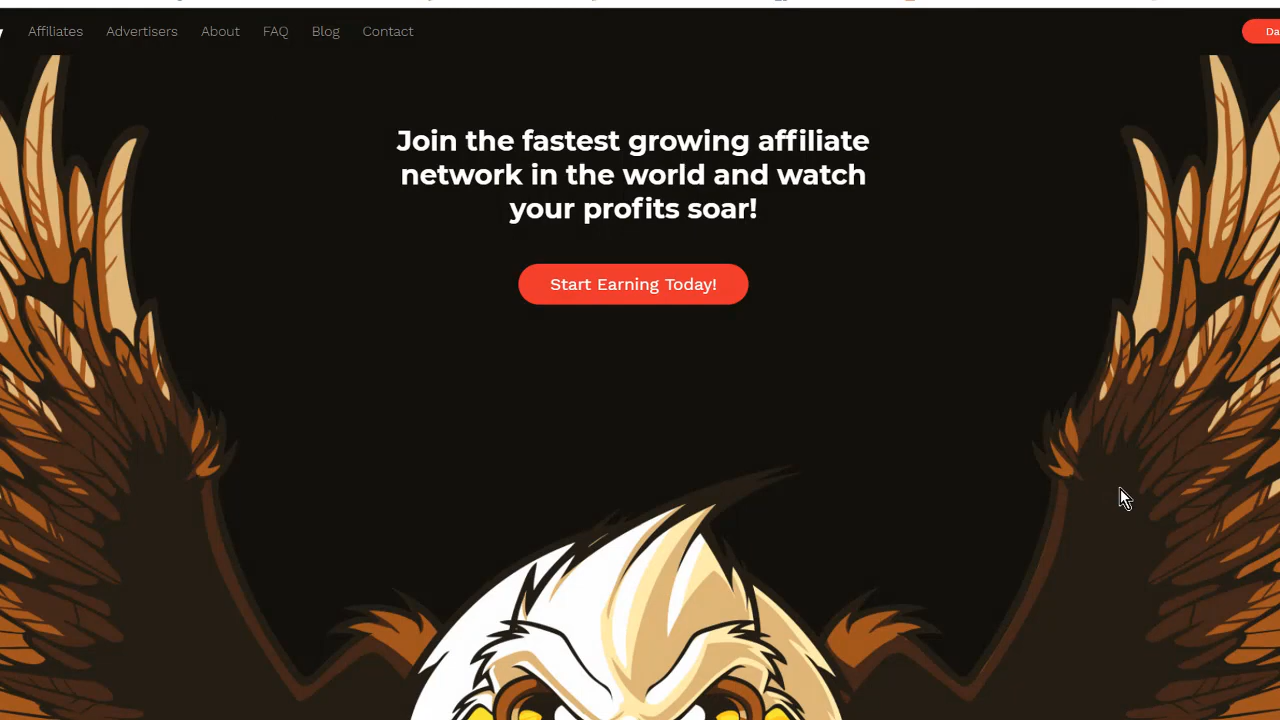 Affiliates Advertisers About FAQ Blog Contact
Join the fastest growing affiliate
network in the world and watch
your profits soar!
Start Earning Today!